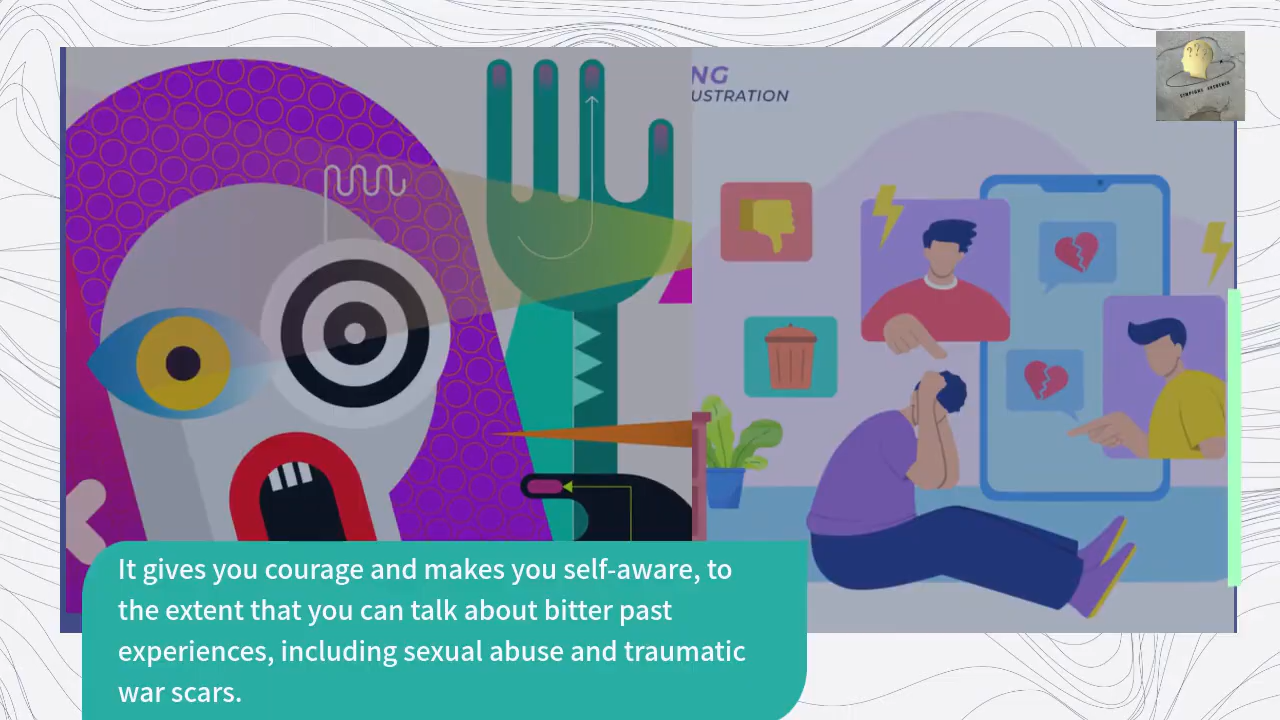 NG
USTRATION
? ? ?
It gives you courage and makes you self-aware, to
the extent that you can talk about bitter past
experiences, including sexual abuse and traumatic
war scars.